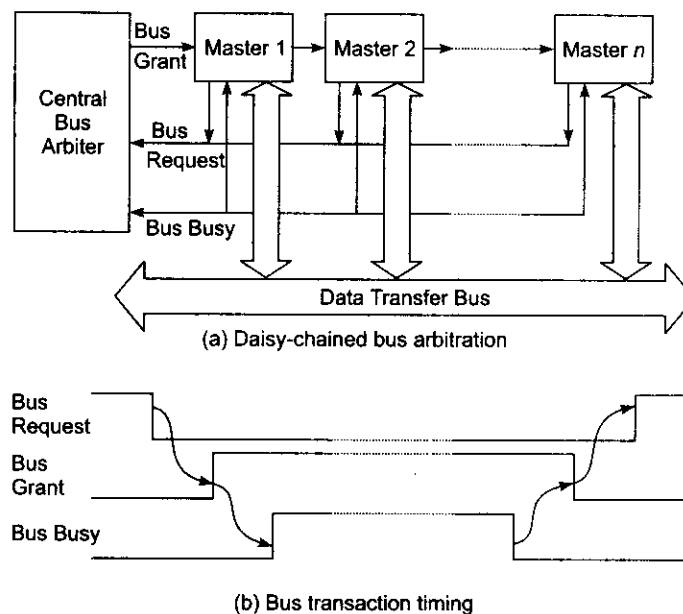 Bus
Grant
Master 1
Master 2
Master n
Central
Bus
Arbiter
Bus
Request
Bus Busy
Data Transfer Bus
(a) Daisy-chained bus arbitration
Bus
Request
Bus
Grant
Bus Busy
(b) Bus transaction timing